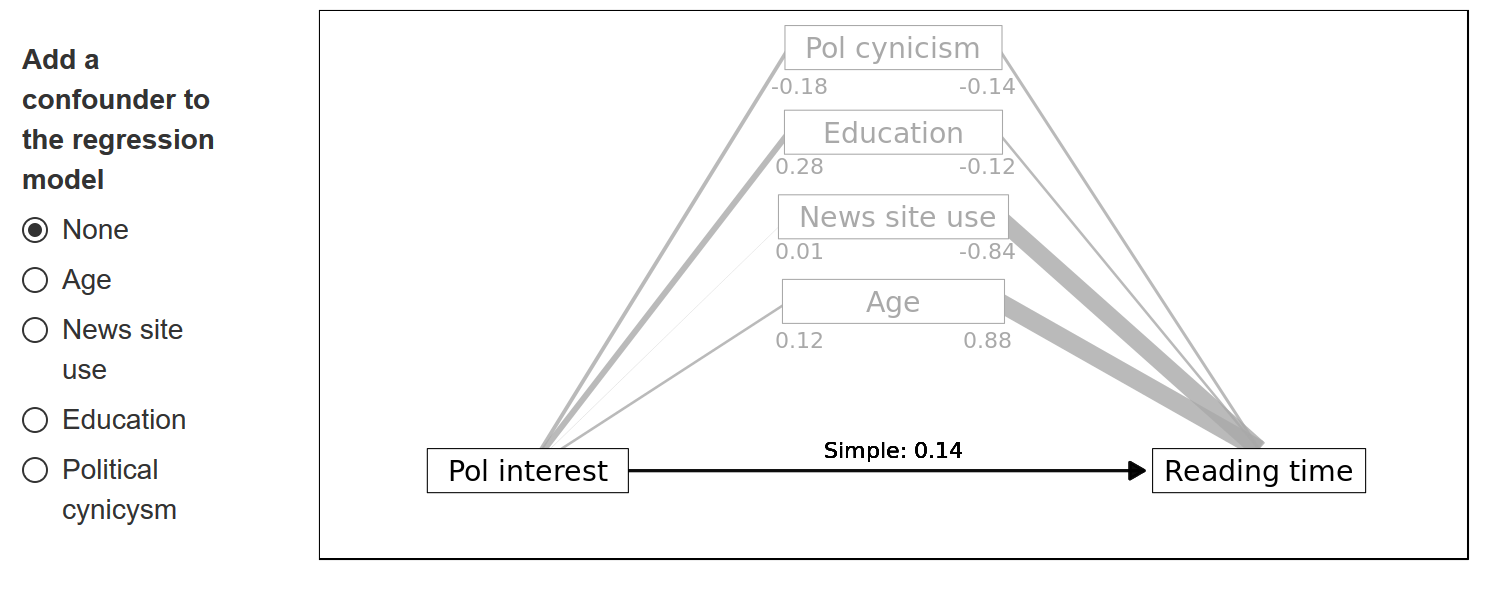 Add a
confounder to
the regression
model
None
Age
News site
use
Education
Political
cynicysm
Pol cynicism
-0.18 -0.14
Education
0.28 -0.12
News site use
0.01 -0.84
Age
0.12 0.88
Simple: 0.14
Pol interest Reading time